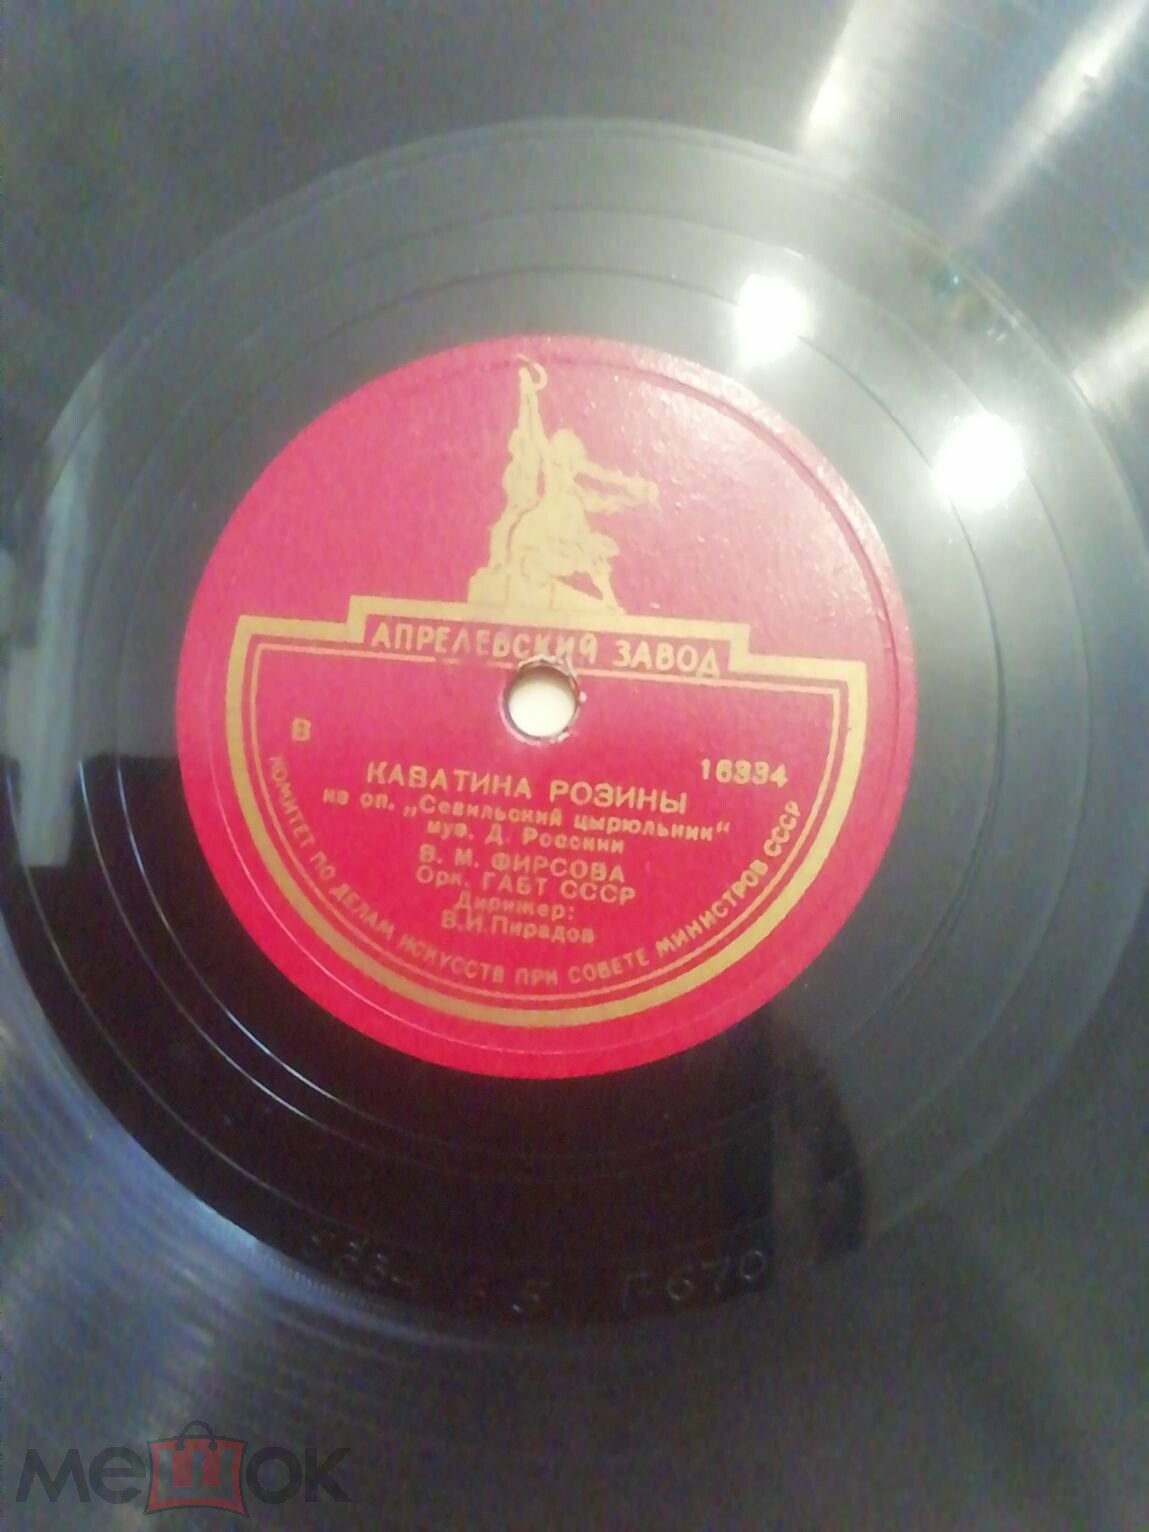 АПРЕЛЕВСКИЙ ЗАВОД
В
16334
КАВАТИНА РОЗИНЫ
из оп. „Севильский цырюльник“
муз. Д. Россини
В. М. ФИРСОВА
Орк. ГАБТ СССР
Дирижер:
В.И.Пирадов
КОМИТЕТ ПО ДЕЛАМ ИСКУССТВ ПРИ СОВЕТЕ МИНИСТРОВ СССР
Г-670
мешок